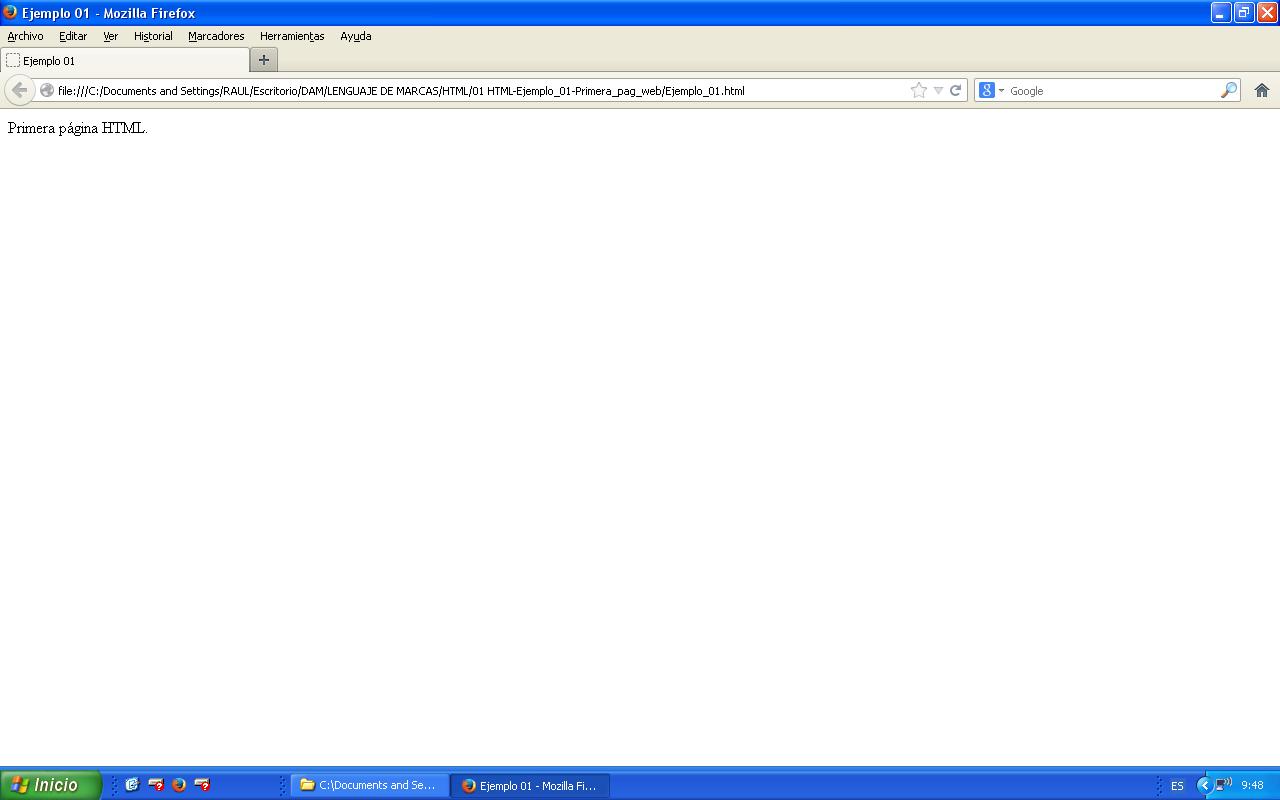 Ejemplo 01 - Mozilla Firefox
Archivo Editar Ver Historial Marcadores Herramientas Ayuda
Ejemplo 01
file:///C:/Documents and Settings/RAUL/Escritorio/DAM/LENGUAJE DE MARCAS/HTML/01 HTML-Ejemplo_01-Primera_pag_web/Ejemplo_01.html Google
Primera página HTML.
Inicio C:\Documents and Se... Ejemplo 01 - Mozilla Fi... ES 9:48